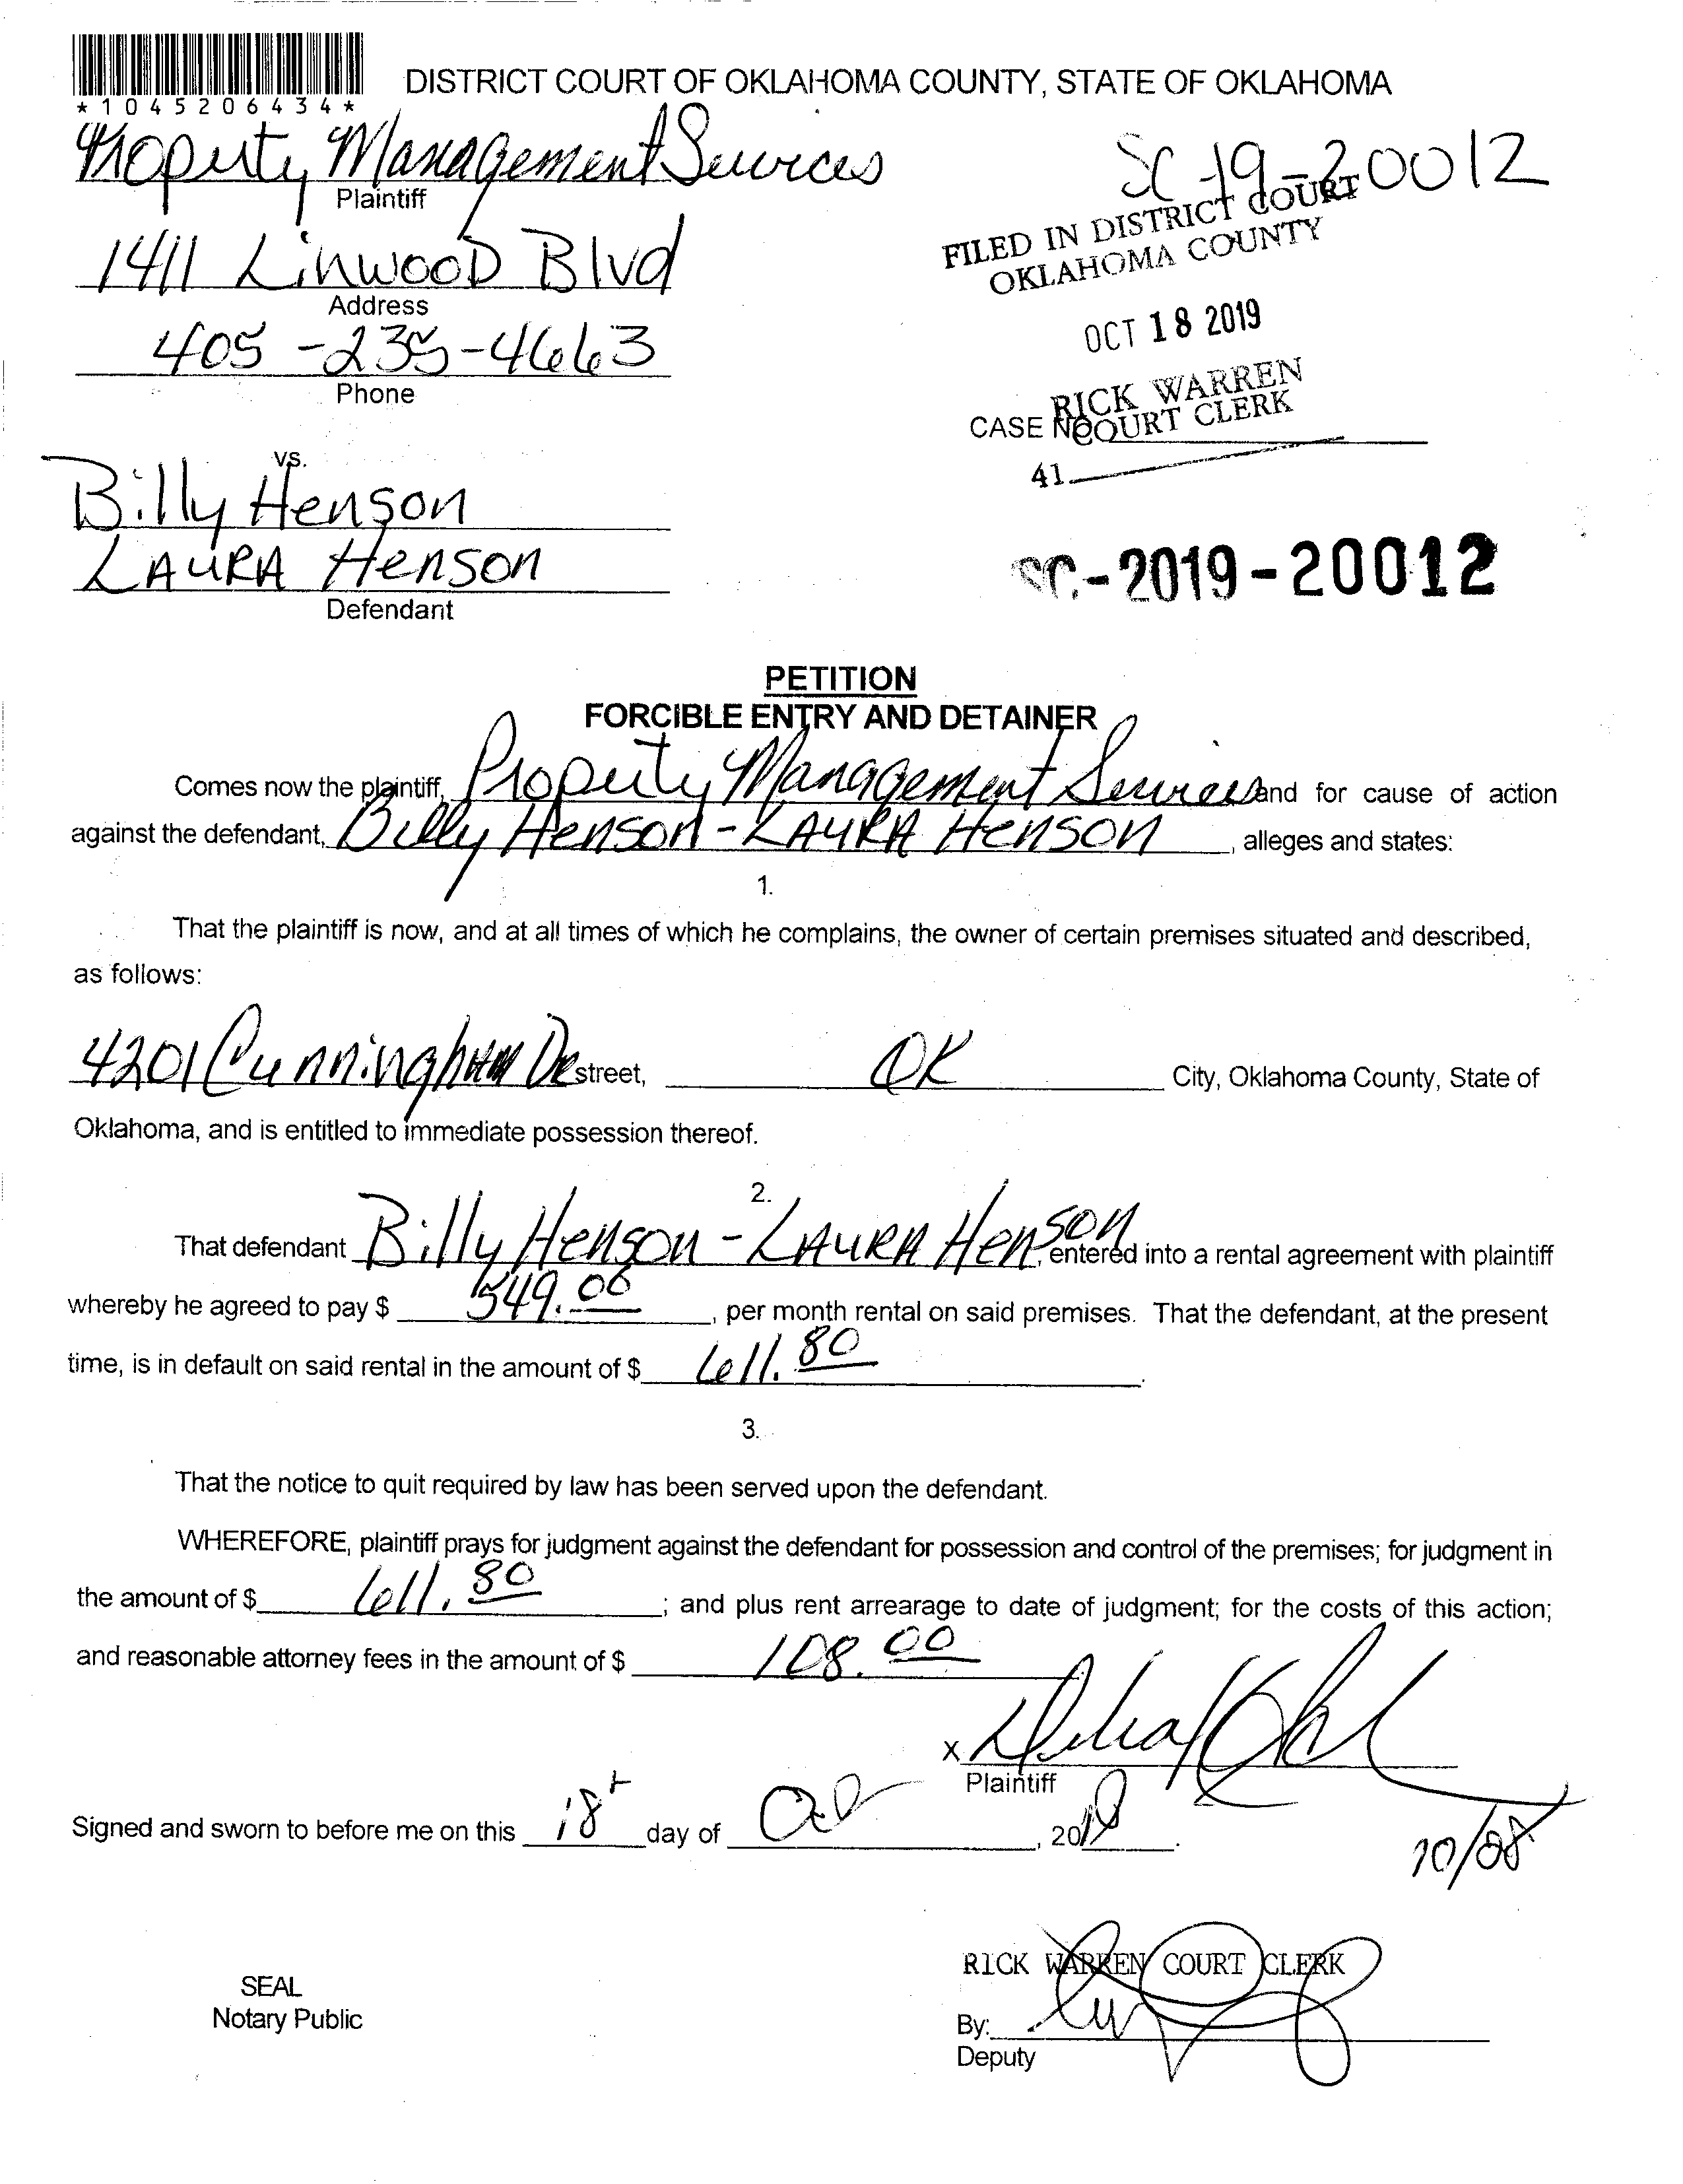 *1045206434*
DISTRICT COURT OF OKLAHOMA COUNTY, STATE OF OKLAHOMA
Property Management Services
Plaintiff
SC-19-20012
1411 Linwood Blvd
Address
FILED IN DISTRICT COURT
OKLAHOMA COUNTY
405-235-4663
Phone
OCT 18 2019
RICK WARREN
COURT CLERK
CASE NO
41
vs.
Billy Henson
LAURA Henson
Defendant
SC-2019-20012
PETITION
FORCIBLE ENTRY AND DETAINER
Comes now the plaintiff, Property Management Services and for cause of action
against the defendant, Billy Henson - LAURA Henson, alleges and states:
1.
That the plaintiff is now, and at all times of which he complains, the owner of certain premises situated and described,
as follows:
4201 Cunningham DR street, OK City, Oklahoma County, State of
Oklahoma, and is entitled to immediate possession thereof.
2.
That defendant Billy Henson - LAURA Henson, entered into a rental agreement with plaintiff
whereby he agreed to pay $ 549.00, per month rental on said premises. That the defendant, at the present
time, is in default on said rental in the amount of $ 611.80.
3.
That the notice to quit required by law has been served upon the defendant.
WHEREFORE, plaintiff prays for judgment against the defendant for possession and control of the premises; for judgment in
the amount of $ 611.80; and plus rent arrearage to date of judgment; for the costs of this action;
and reasonable attorney fees in the amount of $ 108.00
X
Plaintiff
Signed and sworn to before me on this 18 day of , 2019.
10/28
RICK WARREN COURT CLERK
SEAL
Notary Public
By:
Deputy